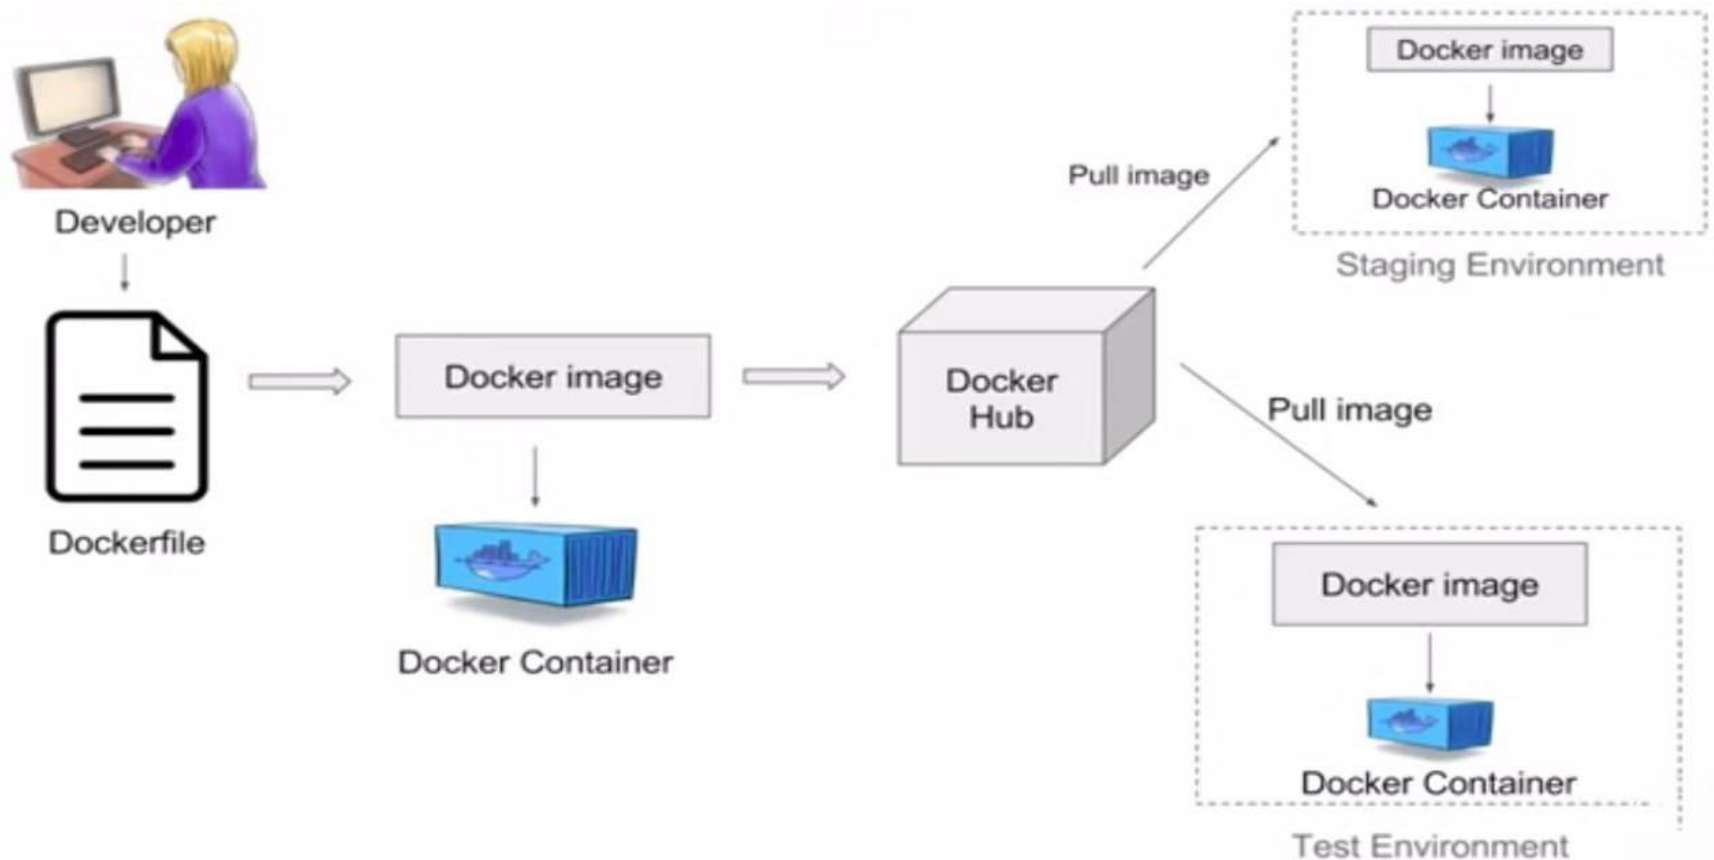 Developer
Dockerfile
Docker image
Docker Container
Docker
Hub
Pull image
Docker image
Docker Container
Staging Environment
Pull image
Docker image
Docker Container
Test Environment